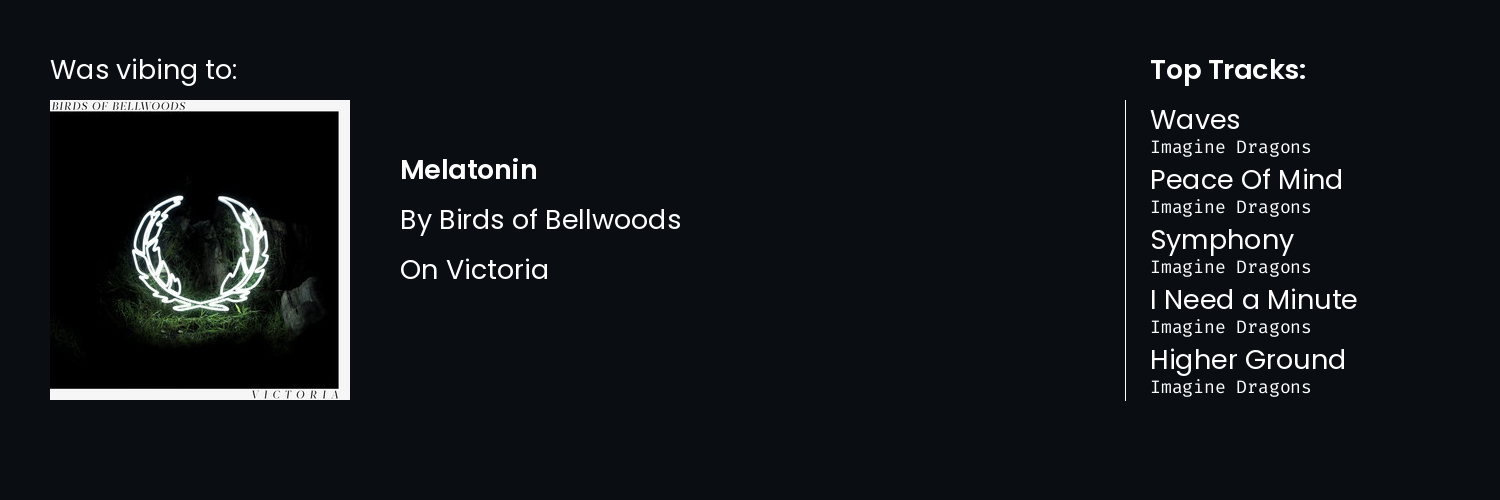 Was vibing to:
BIRDS OF BELLWOODS
VICTORIA
Melatonin
By Birds of Bellwoods
On Victoria
Top Tracks:
Waves
Imagine Dragons
Peace Of Mind
Imagine Dragons
Symphony
Imagine Dragons
I Need a Minute
Imagine Dragons
Higher Ground
Imagine Dragons